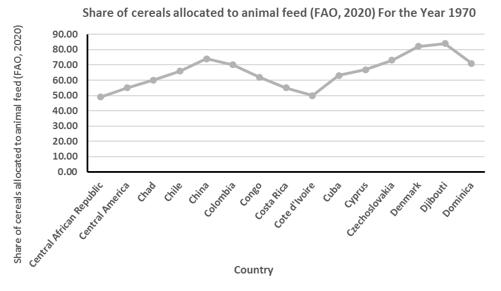 Share of cereals allocated to animal feed (FAO, 2020) For the Year 1970
Share of cereals allocated to animal feed (FAO, 2020)
90.00
80.00
70.00
60.00
50.00
40.00
30.00
20.00
10.00
0.00
Central African Republic
Central America
Chad
Chile
China
Colombia
Congo
Costa Rica
Cote d'Ivoire
Cuba
Cyprus
Czechoslovakia
Denmark
Djibouti
Dominica
Country